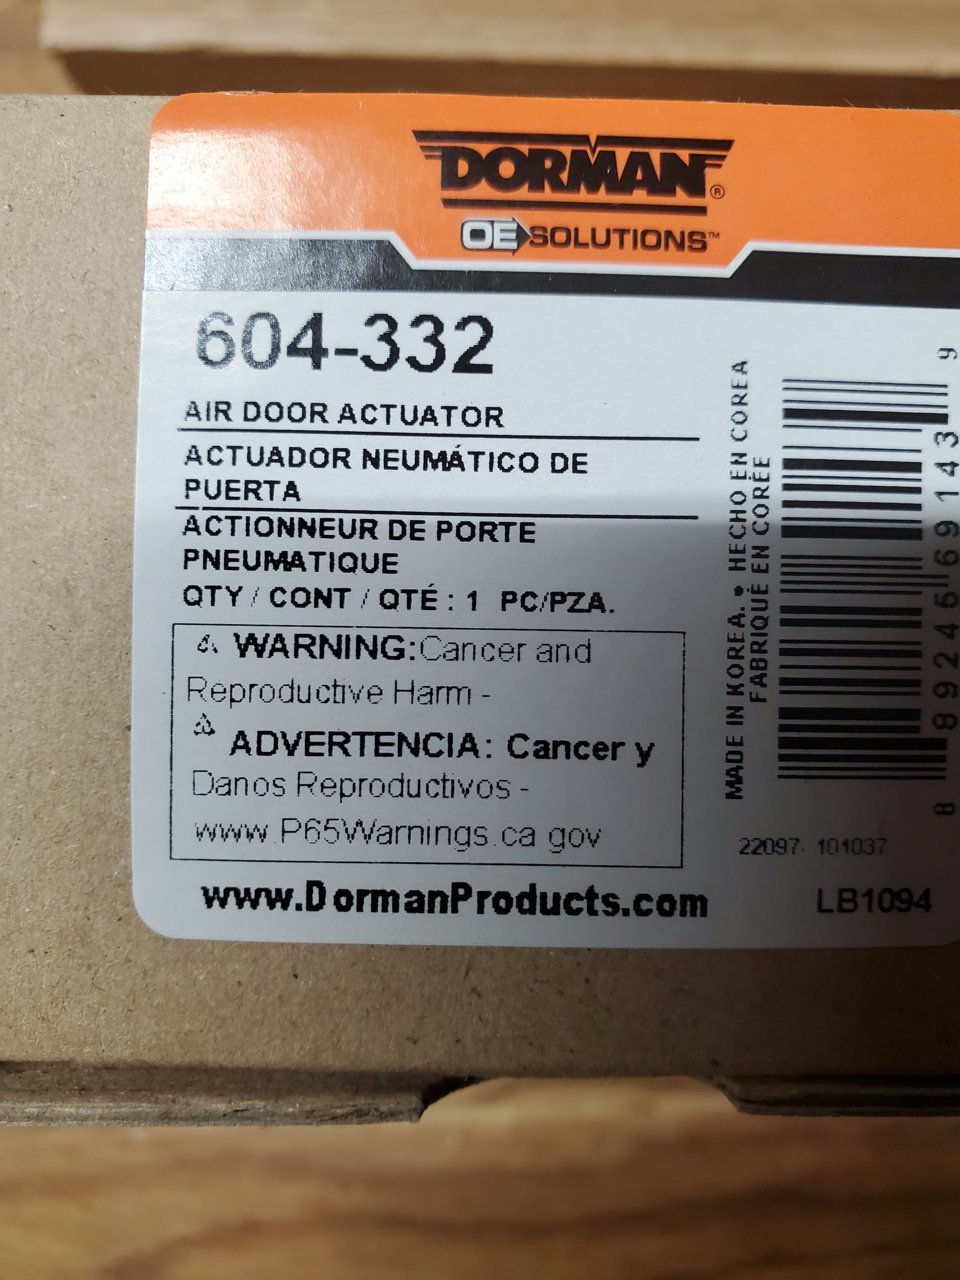 DORMAN®
OE SOLUTIONS™
604-332
AIR DOOR ACTUATOR
ACTUADOR NEUMÁTICO DE
PUERTA
ACTIONNEUR DE PORTE
PNEUMATIQUE
QTY / CONT / QTÉ : 1 PC/PZA.
⚠ WARNING:Cancer and
Reproductive Harm -
⚠ ADVERTENCIA: Cancer y
Danos Reproductivos -
www.P65Warnings.ca.gov
www.DormanProducts.com
MADE IN KOREA. • HECHO EN COREA
FABRIQUÉ EN CORÉE
8 89245 69143 9
22097- 101037
LB1094